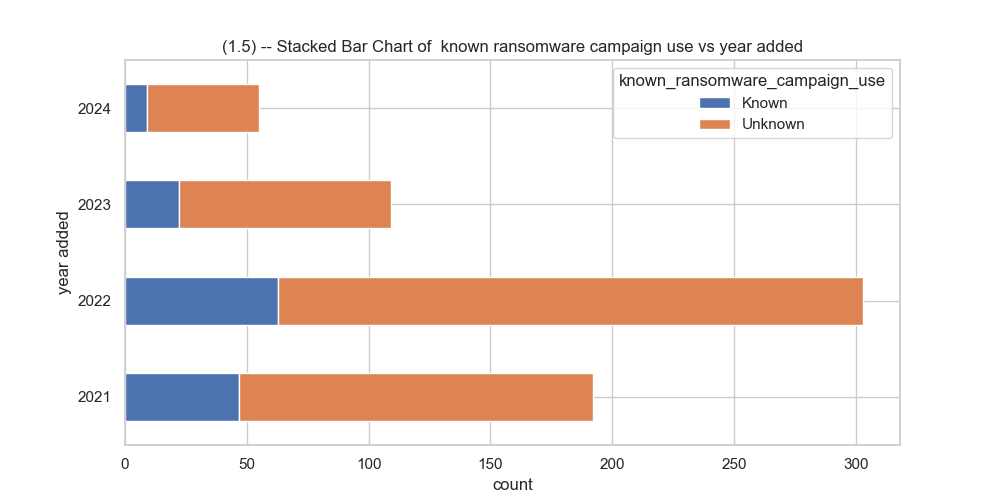 (1.5) -- Stacked Bar Chart of  known ransomware campaign use vs year added
known_ransomware_campaign_use
Known
Unknown
year added
2024
2023
2022
2021
0 50 100 150 200 250 300
count